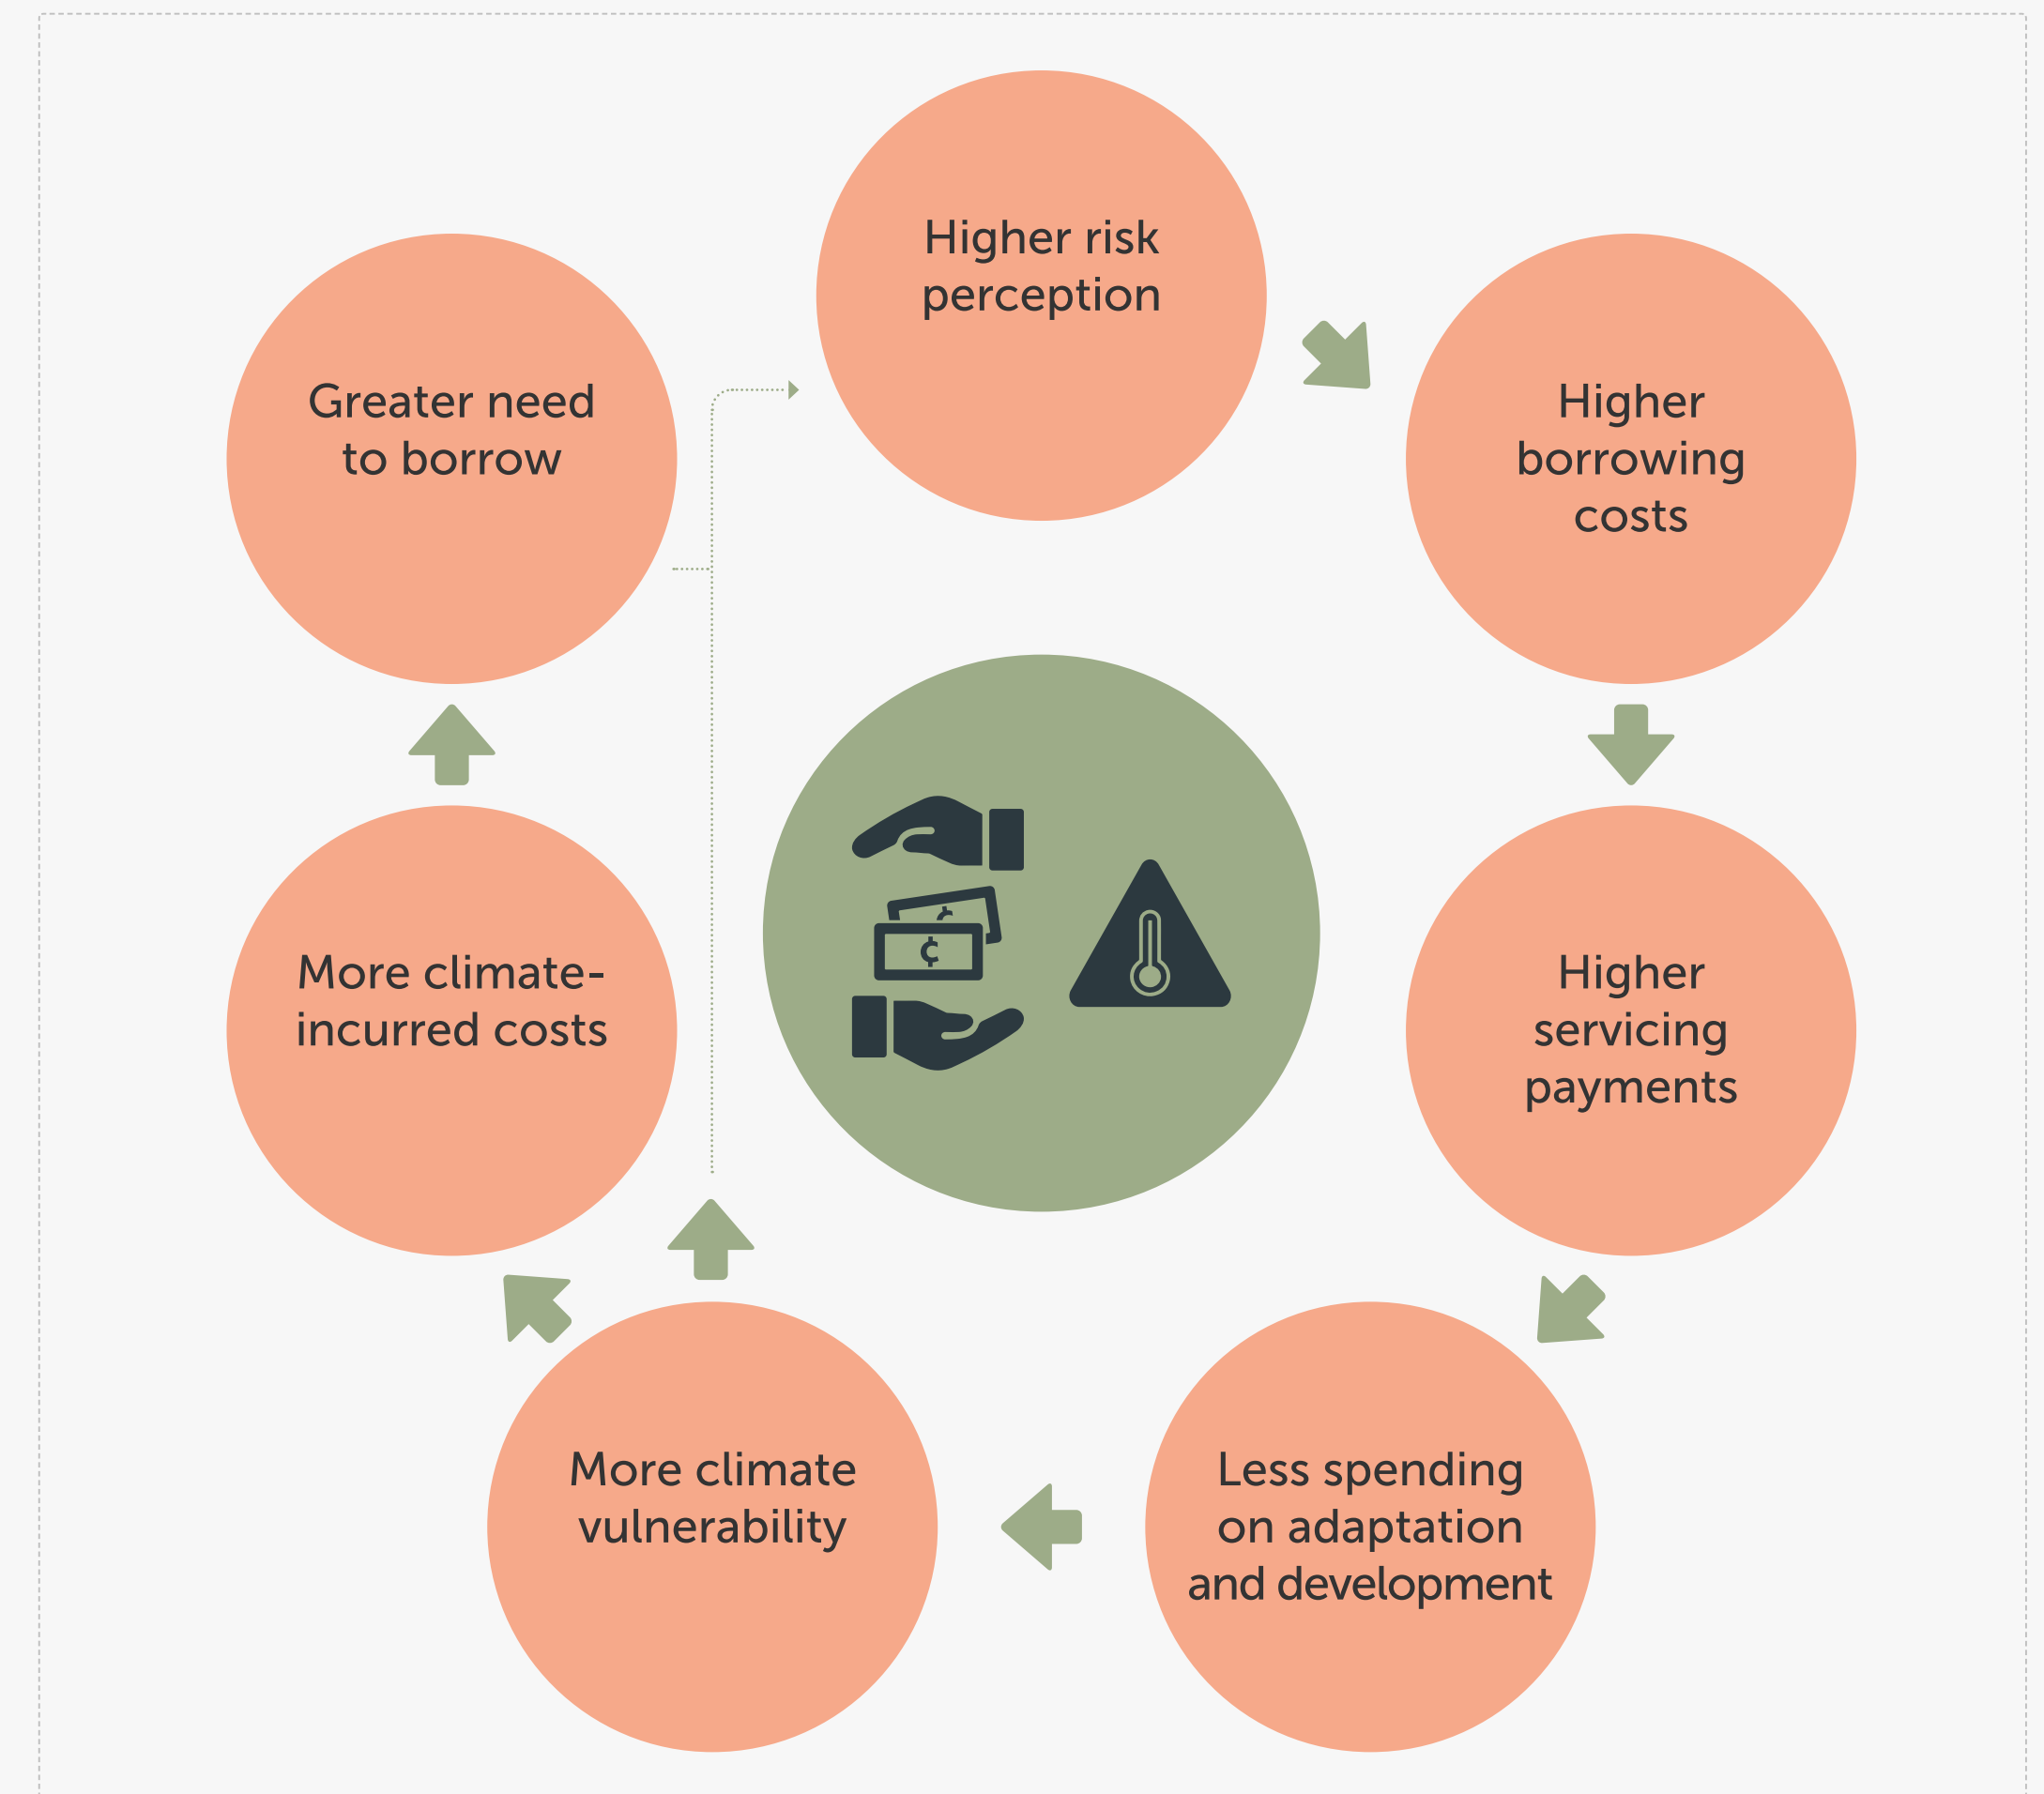 Higher risk
perception
Higher
borrowing
costs
Higher
servicing
payments
Less spending
on adaptation
and development
More climate
vulnerability
More climate-
incurred costs
Greater need
to borrow
¢
¢